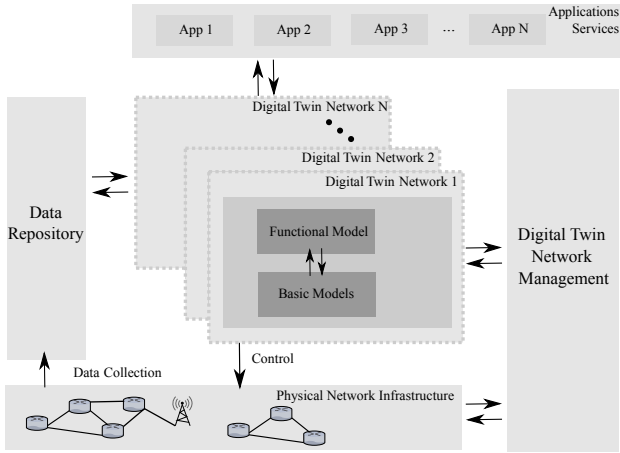 Applications
Services
App 1
App 2
App 3
...
App N
Digital Twin Network N
Digital Twin Network 2
Digital Twin Network 1
Data
Repository
Functional Model
Basic Models
Digital Twin
Network
Management
Control
Data Collection
Physical Network Infrastructure